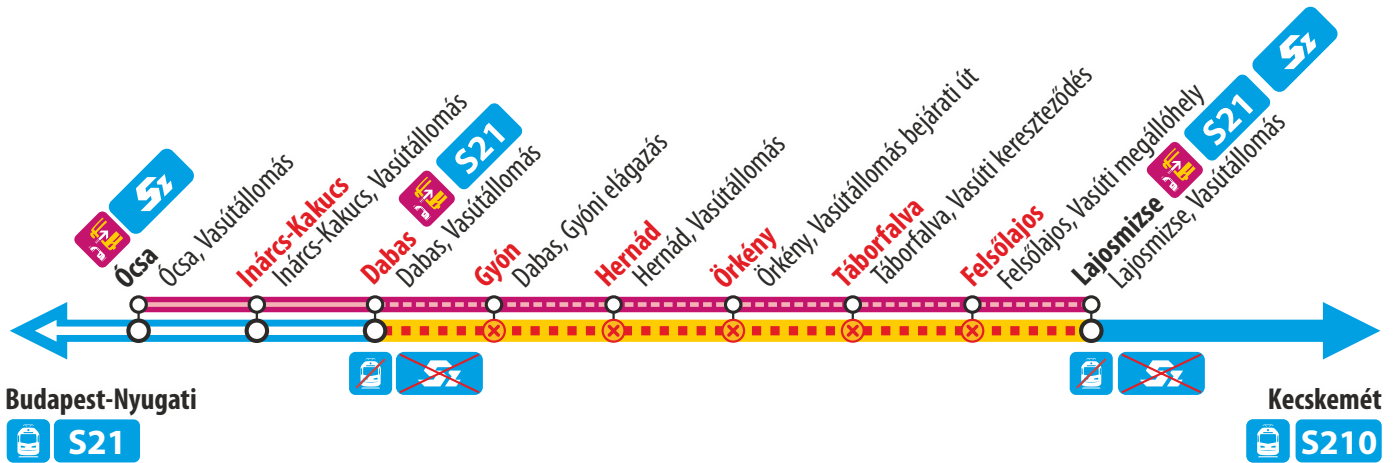 Ócsa
Ócsa, Vasútállomás
Inárcs-Kakucs
Inárcs-Kakucs, Vasútállomás
Dabas
S21
Dabas, Vasútállomás
Gyón
Dabas, Gyóni elágazás
Hernád
Hernád, Vasútállomás
Örkény
Örkény, Vasútállomás bejárati út
Táborfalva
Táborfalva, Vasúti kereszteződés
Felsőlajos
Felsőlajos, Vasúti megállóhely
Lajosmizse
S21
Lajosmizse, Vasútállomás
Budapest-Nyugati
S21
Kecskemét
S210